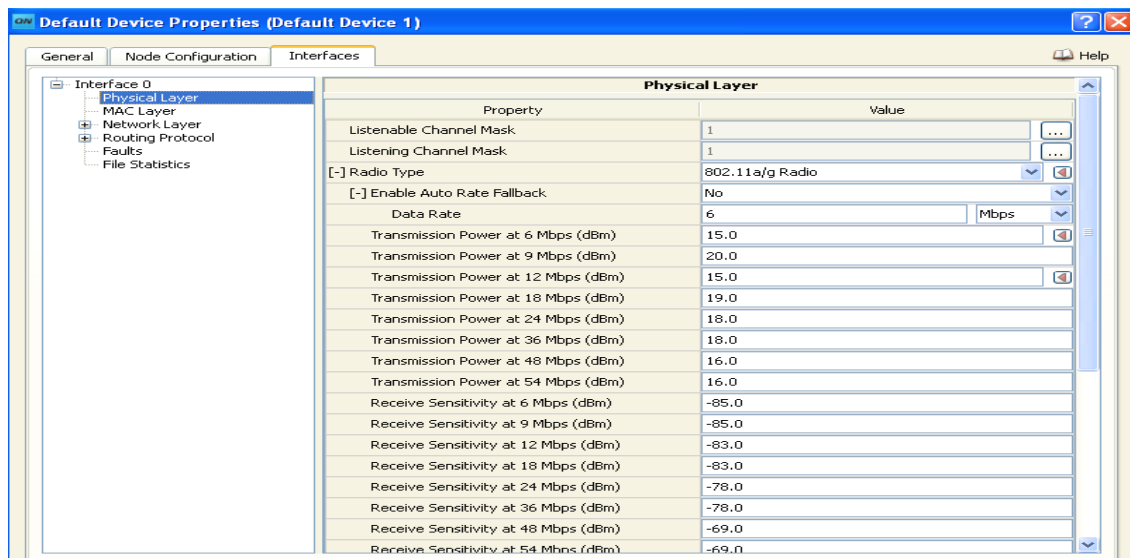 QN Default Device Properties (Default Device 1)
General Node Configuration Interfaces Help
Interface 0
Physical Layer
MAC Layer
Network Layer
Routing Protocol
Faults
File Statistics
Physical Layer
Property Value
Listenable Channel Mask 1 ...
Listening Channel Mask 1 ...
[-] Radio Type 802.11a/g Radio
[-] Enable Auto Rate Fallback No
Data Rate 6 Mbps
Transmission Power at 6 Mbps (dBm) 15.0
Transmission Power at 9 Mbps (dBm) 20.0
Transmission Power at 12 Mbps (dBm) 15.0
Transmission Power at 18 Mbps (dBm) 19.0
Transmission Power at 24 Mbps (dBm) 18.0
Transmission Power at 36 Mbps (dBm) 18.0
Transmission Power at 48 Mbps (dBm) 16.0
Transmission Power at 54 Mbps (dBm) 16.0
Receive Sensitivity at 6 Mbps (dBm) -85.0
Receive Sensitivity at 9 Mbps (dBm) -85.0
Receive Sensitivity at 12 Mbps (dBm) -83.0
Receive Sensitivity at 18 Mbps (dBm) -83.0
Receive Sensitivity at 24 Mbps (dBm) -78.0
Receive Sensitivity at 36 Mbps (dBm) -78.0
Receive Sensitivity at 48 Mbps (dBm) -69.0
Receive Sensitivity at 54 Mbps (dBm) -69.0